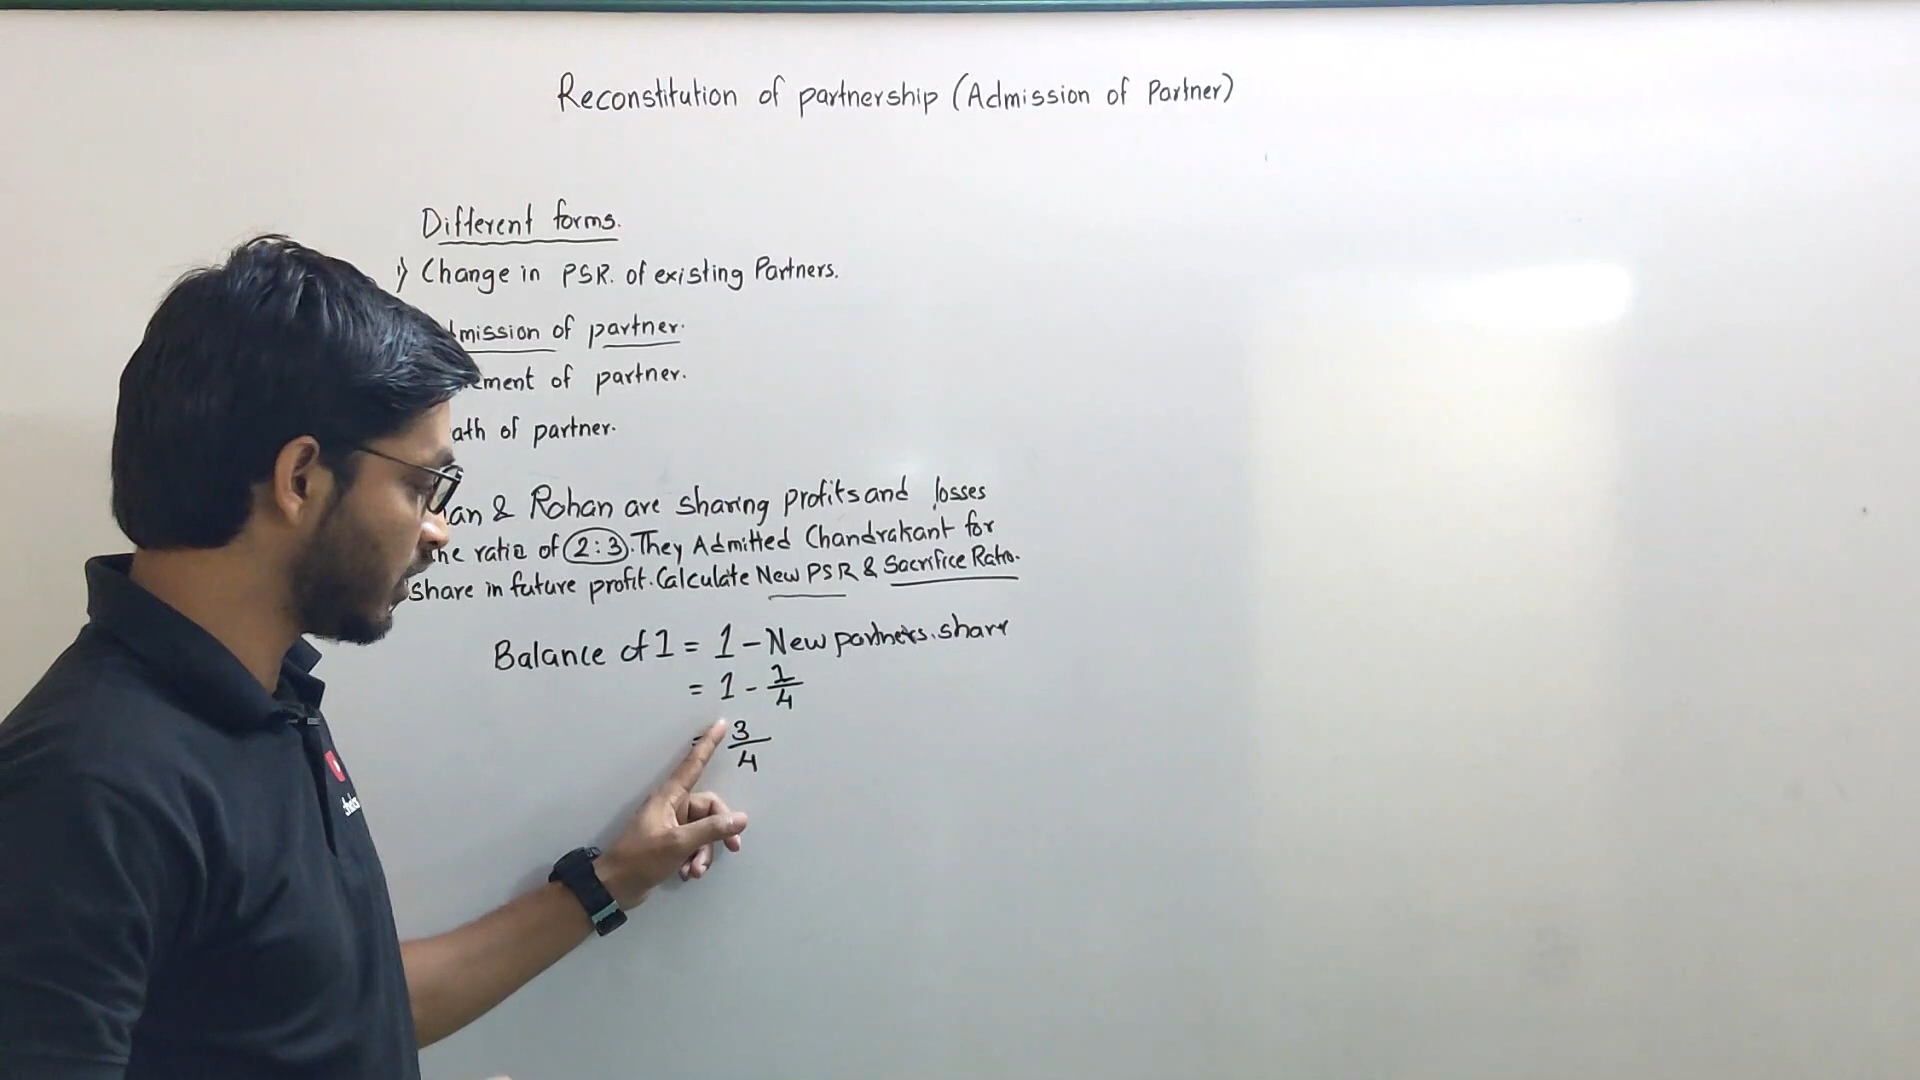 Reconstitution of partnership (Admission of Partner)
Different forms.
1) Change in PSR. of existing Partners.
mission of partner.
ement of partner.
ath of partner.
an & Rohan are sharing profits and losses
he ratio of 2:3. They Admitted Chandrakant for
share in future profit. Calculate New PSR & Sacrifice Ratio.
Balance of 1 = 1 - New partners. share
= 1 - 1/4
= 3/4